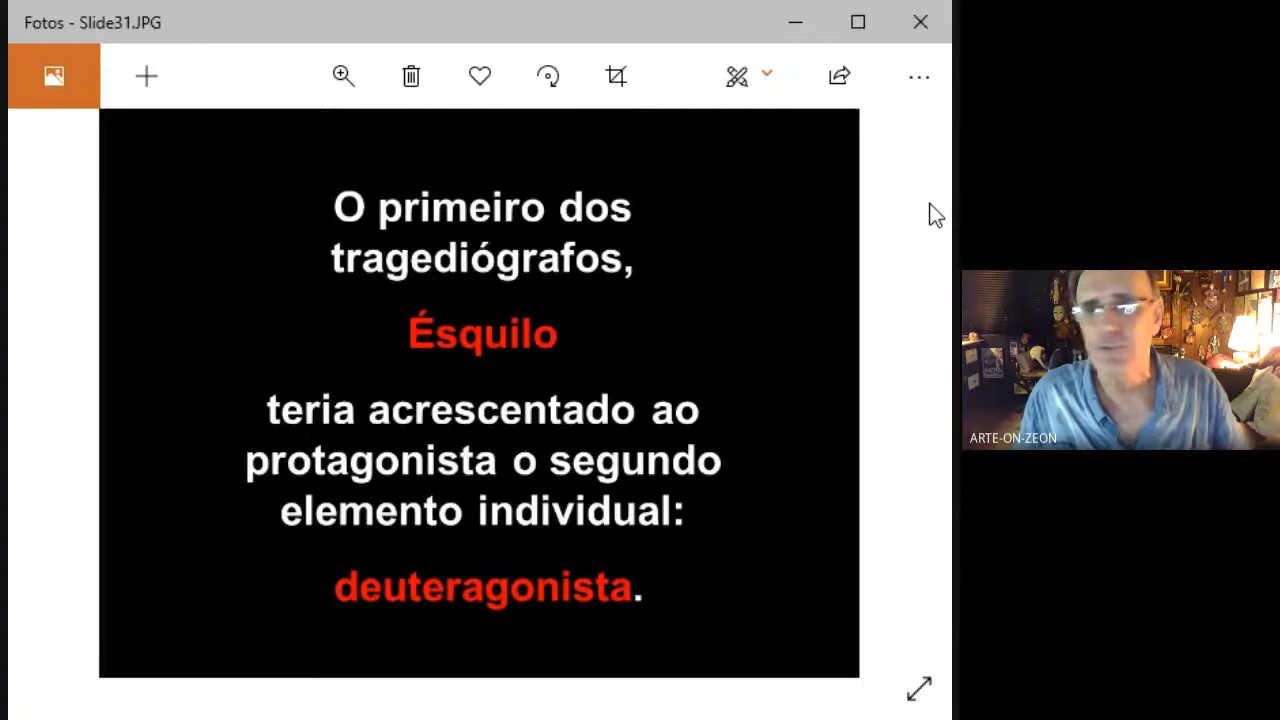 Fotos - Slide31.JPG
O primeiro dos
tragediógrafos,
Ésquilo
teria acrescentado ao
protagonista o segundo
elemento individual:
deuteragonista.
ARTE-ON-ZEON